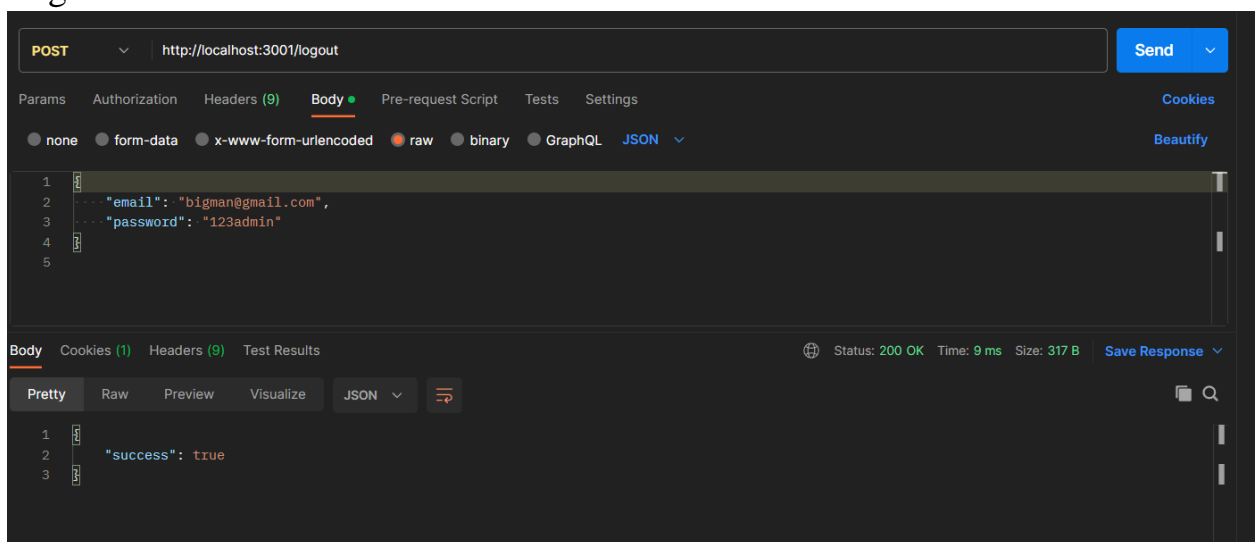 POST http://localhost:3001/logout Send
Params Authorization Headers (9) Body Pre-request Script Tests Settings Cookies
none form-data x-www-form-urlencoded raw binary GraphQL JSON Beautify
1 {
2 "email": "bigman@gmail.com",
3 "password": "123admin"
4 }
5
Body Cookies (1) Headers (9) Test Results Status: 200 OK Time: 9 ms Size: 317 B Save Response
Pretty Raw Preview Visualize JSON
1 {
2 "success": true
3 }